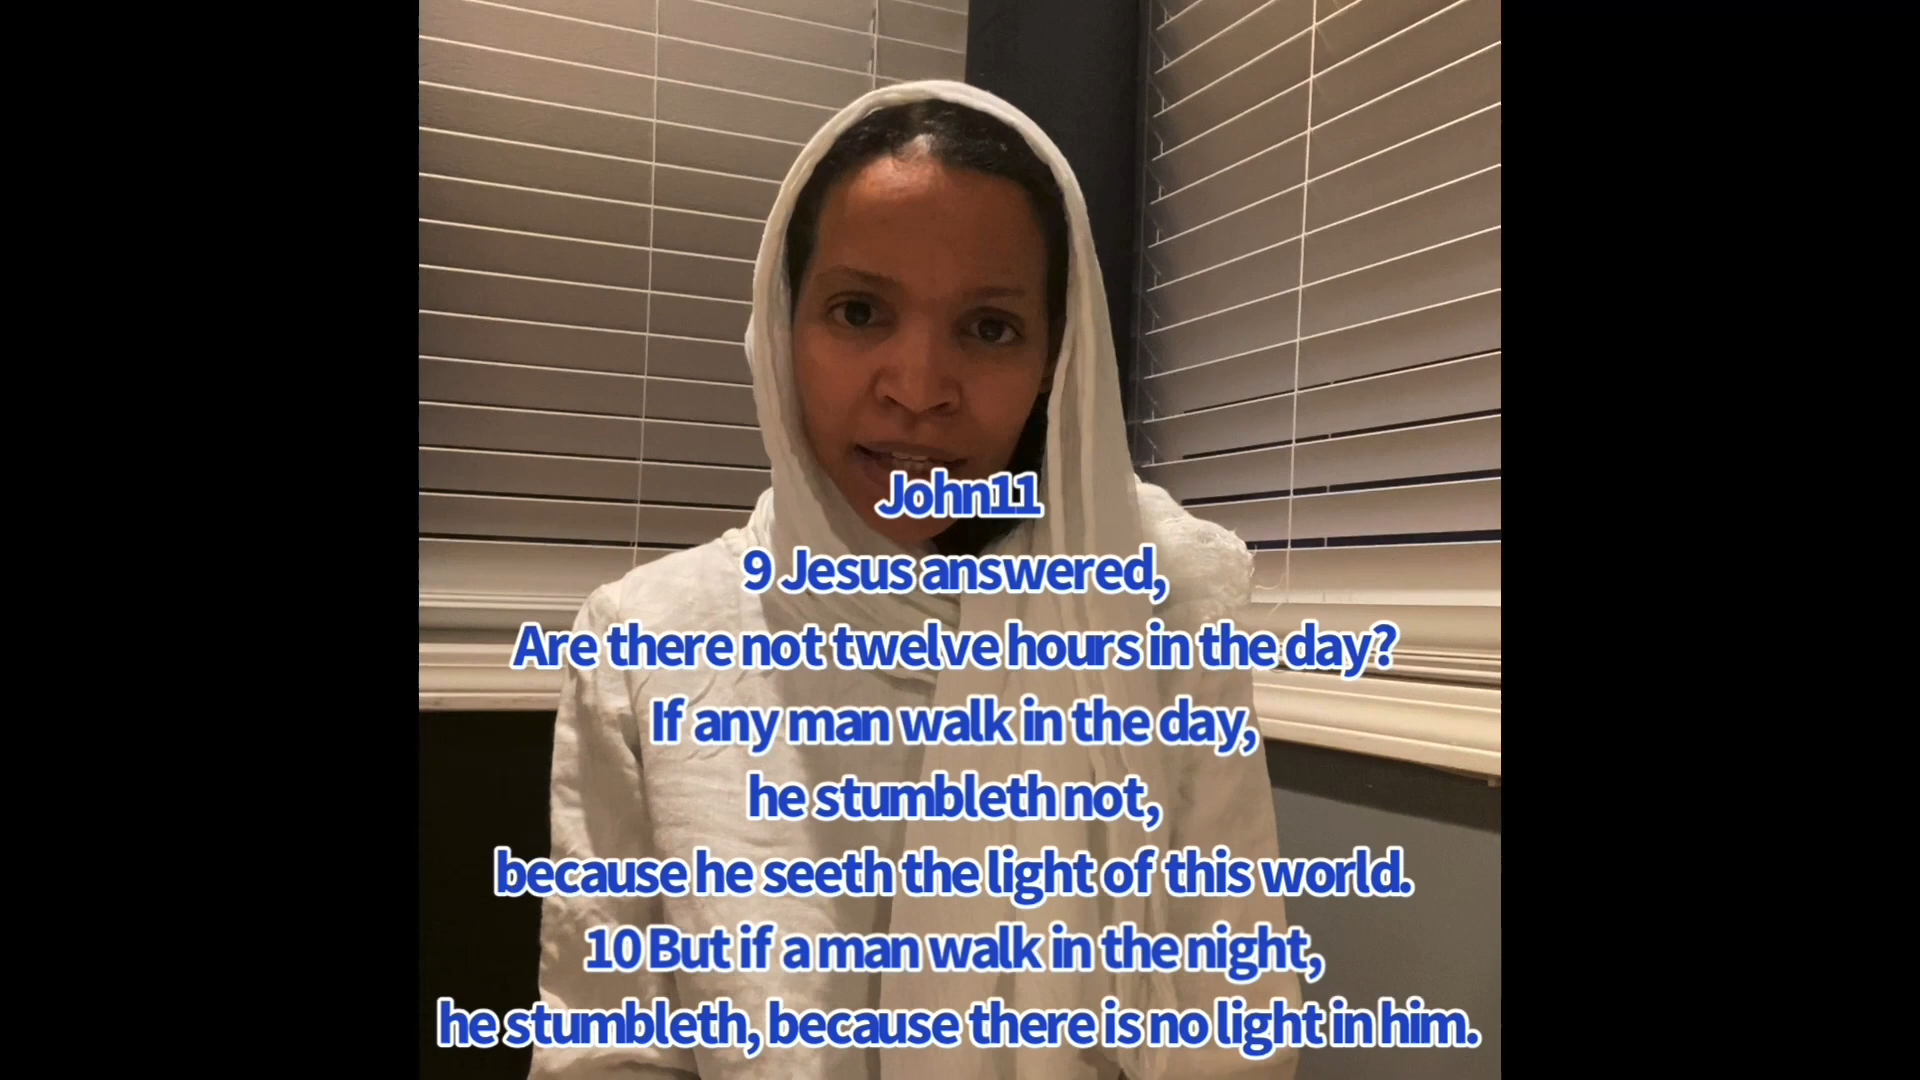 John11
9 Jesus answered,
Are there not twelve hours in the day?
If any man walk in the day,
he stumbleth not,
because he seeth the light of this world.
10 But if a man walk in the night,
he stumbleth, because there is no light in him.